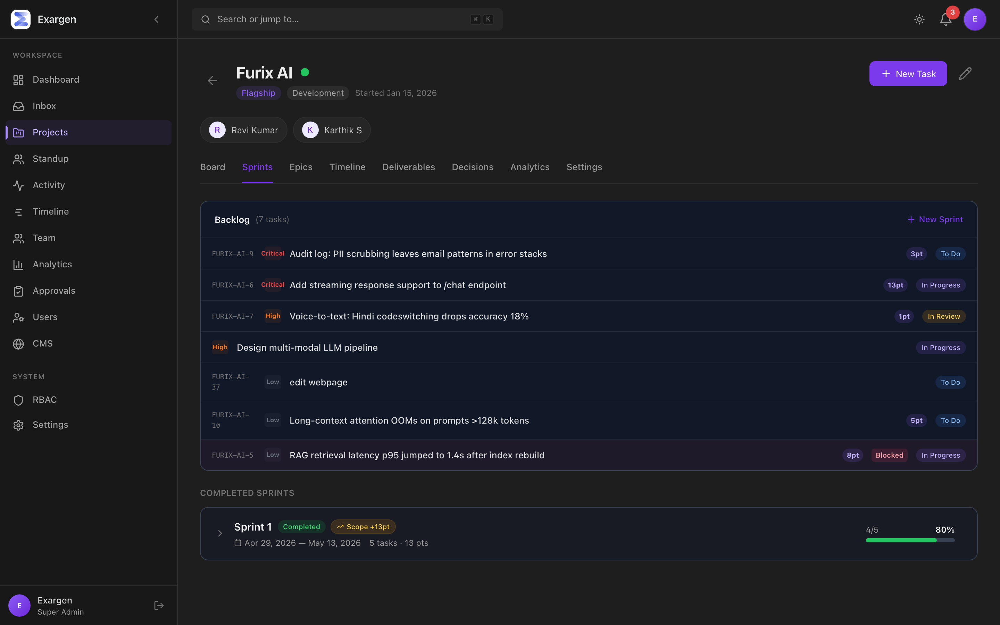 Exargen
Search or jump to...
⌘ K
3
E
WORKSPACE
Dashboard
Inbox
Projects
Standup
Activity
Timeline
Team
Analytics
Approvals
Users
CMS
SYSTEM
RBAC
Settings
E
Exargen
Super Admin
Furix AI
Flagship
Development
Started Jan 15, 2026
New Task
R Ravi Kumar
K Karthik S
Board Sprints Epics Timeline Deliverables Decisions Analytics Settings
Backlog (7 tasks)
New Sprint
FURIX-AI-9 Critical Audit log: PII scrubbing leaves email patterns in error stacks 3pt To Do
FURIX-AI-6 Critical Add streaming response support to /chat endpoint 13pt In Progress
FURIX-AI-7 High Voice-to-text: Hindi codeswitching drops accuracy 18% 1pt In Review
High Design multi-modal LLM pipeline In Progress
FURIX-AI-
37
Low edit webpage To Do
FURIX-AI-
10
Low Long-context attention OOMs on prompts >128k tokens 5pt To Do
FURIX-AI-5 Low RAG retrieval latency p95 jumped to 1.4s after index rebuild 8pt Blocked In Progress
COMPLETED SPRINTS
Sprint 1 Completed Scope +13pt
Apr 29, 2026 — May 13, 2026 5 tasks · 13 pts
4/5 80%